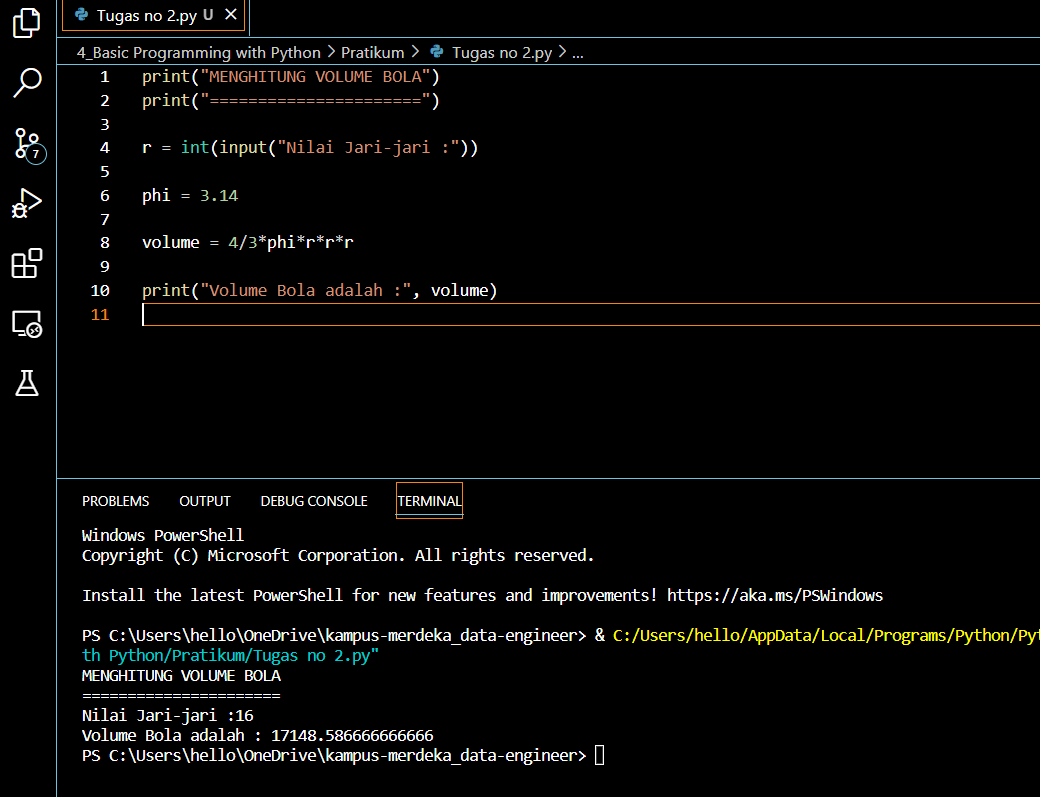 Tugas no 2.py U
4_Basic Programming with Python > Pratikum > Tugas no 2.py > ...
1 print("MENGHITUNG VOLUME BOLA")
2 print("======================")
3
4 r = int(input("Nilai Jari-jari :"))
5
6 phi = 3.14
7
8 volume = 4/3*phi*r*r*r
9
10 print("Volume Bola adalah :", volume)
11
7
PROBLEMS OUTPUT DEBUG CONSOLE TERMINAL
Windows PowerShell
Copyright (C) Microsoft Corporation. All rights reserved.
Install the latest PowerShell for new features and improvements! https://aka.ms/PSWindows
PS C:\Users\hello\OneDrive\kampus-merdeka_data-engineer> & C:/Users/hello/AppData/Local/Programs/Python/Pyt
th Python/Pratikum/Tugas no 2.py"
MENGHITUNG VOLUME BOLA
======================
Nilai Jari-jari :16
Volume Bola adalah : 17148.586666666666
PS C:\Users\hello\OneDrive\kampus-merdeka_data-engineer>